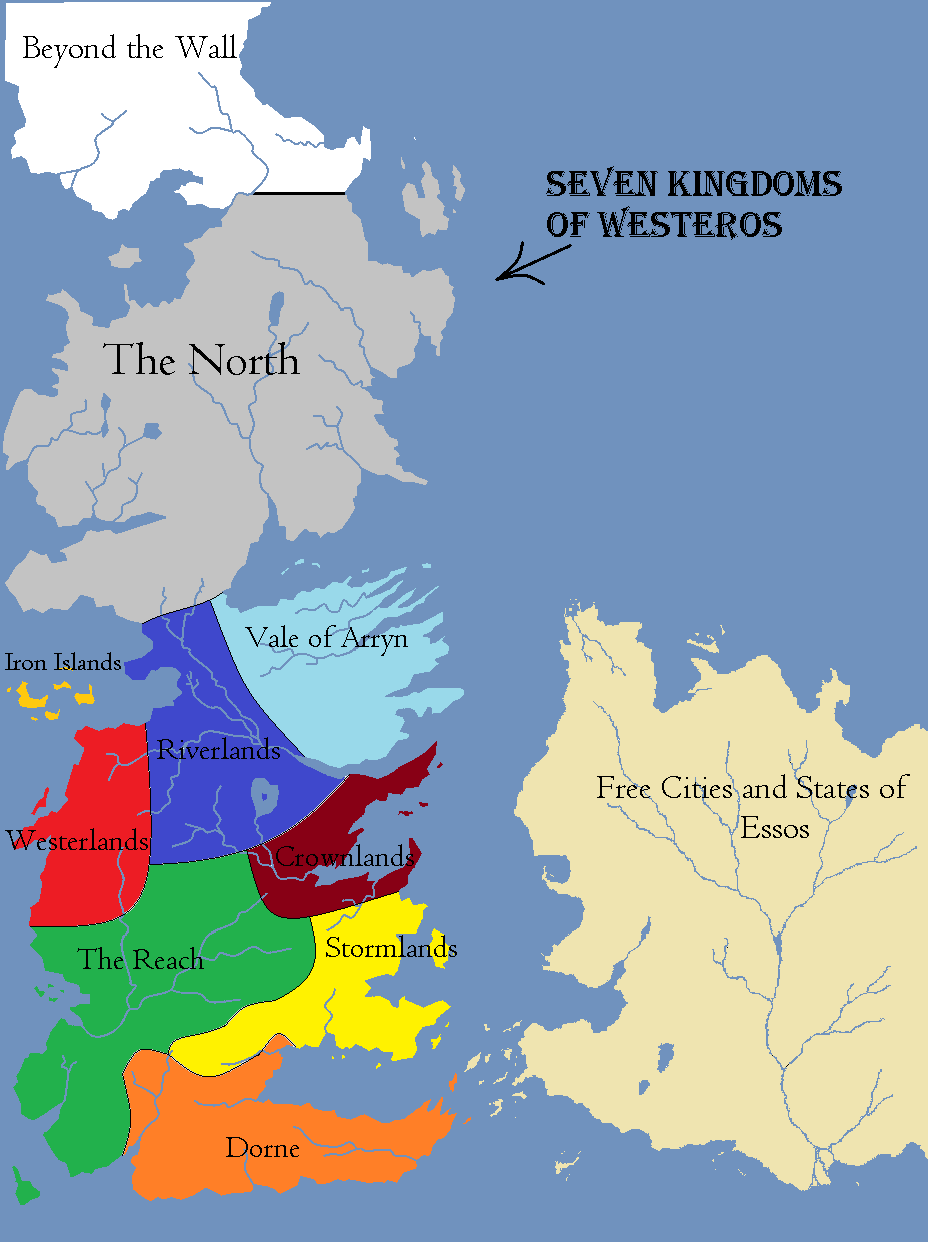 Beyond the Wall
SEVEN KINGDOMS
OF WESTEROS
The North
Vale of Arryn
Iron Islands
Riverlands
Westerlands
Crownlands
The Reach
Stormlands
Dorne
Free Cities and States of
Essos